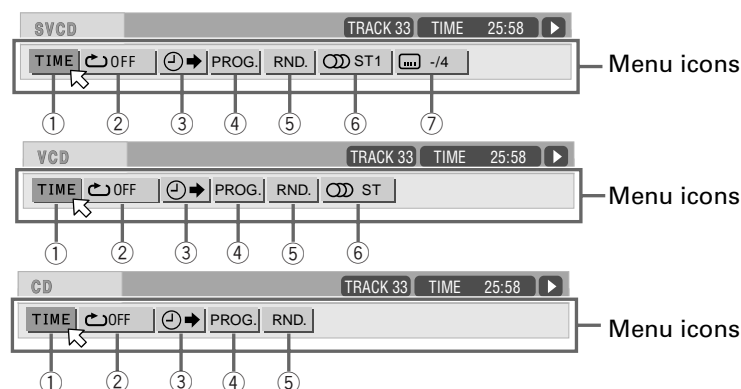 SVCD TRACK 33 TIME 25:58
TIME OFF PROG. RND. ST1 -/4
Menu icons
① ② ③ ④ ⑤ ⑥ ⑦
VCD TRACK 33 TIME 25:58
TIME OFF PROG. RND. ST
Menu icons
① ② ③ ④ ⑤ ⑥
CD TRACK 33 TIME 25:58
TIME OFF PROG. RND.
Menu icons
① ② ③ ④ ⑤